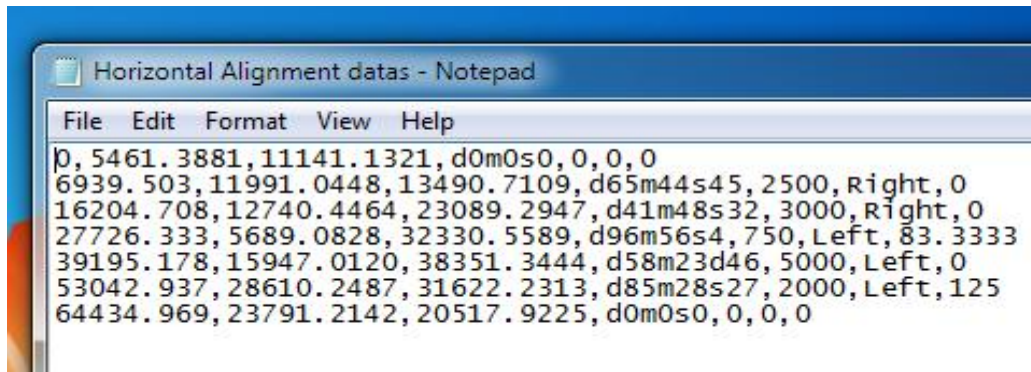 Horizontal Alignment datas - Notepad
File Edit Format View Help
0,5461.3881,11141.1321,d0m0s0,0,0,0
6939.503,11991.0448,13490.7109,d65m44s45,2500,Right,0
16204.708,12740.4464,23089.2947,d41m48s32,3000,Right,0
27726.333,5689.0828,32330.5589,d96m56s4,750,Left,83.3333
39195.178,15947.0120,38351.3444,d58m23d46,5000,Left,0
53042.937,28610.2487,31622.2313,d85m28s27,2000,Left,125
64434.969,23791.2142,20517.9225,d0m0s0,0,0,0